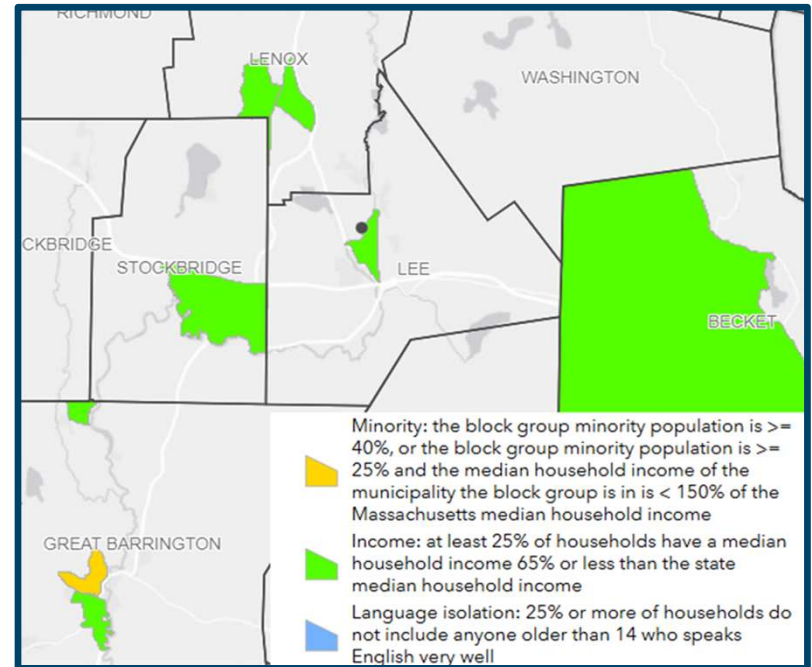 RICHMOND
LENOX
WASHINGTON
CKBRIDGE
STOCKBRIDGE
LEE
BECKET
Minority: the block group minority population is >=
40%, or the block group minority population is >=
25% and the median household income of the
municipality the block group is in is < 150% of the
Massachusetts median household income
GREAT BARRINGTON
Income: at least 25% of households have a median
household income 65% or less than the state
median household income
Language isolation: 25% or more of households do
not include anyone older than 14 who speaks
English very well